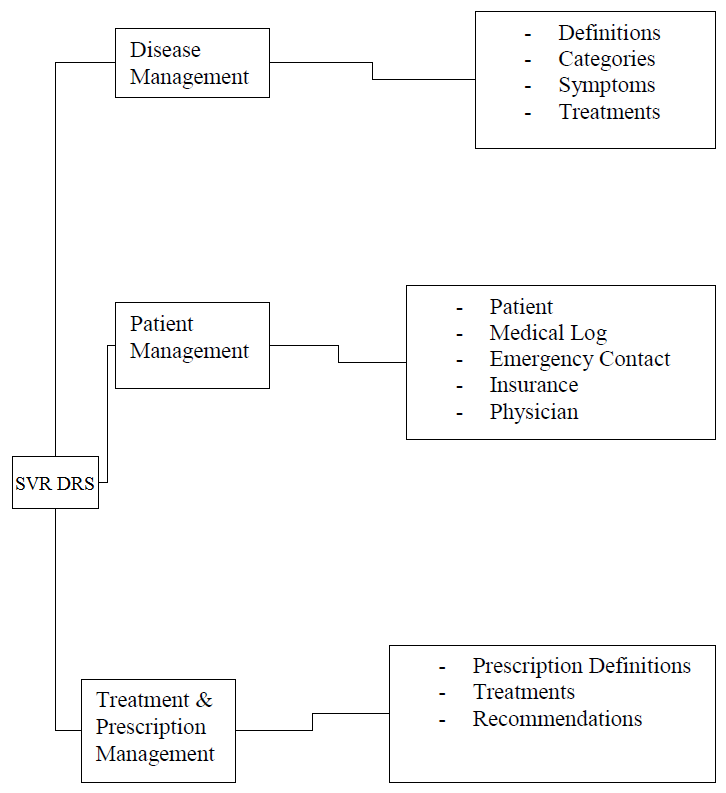 Disease
Management
- Definitions
- Categories
- Symptoms
- Treatments
Patient
Management
- Patient
- Medical Log
- Emergency Contact
- Insurance
- Physician
SVR DRS
Treatment &
Prescription
Management
- Prescription Definitions
- Treatments
- Recommendations